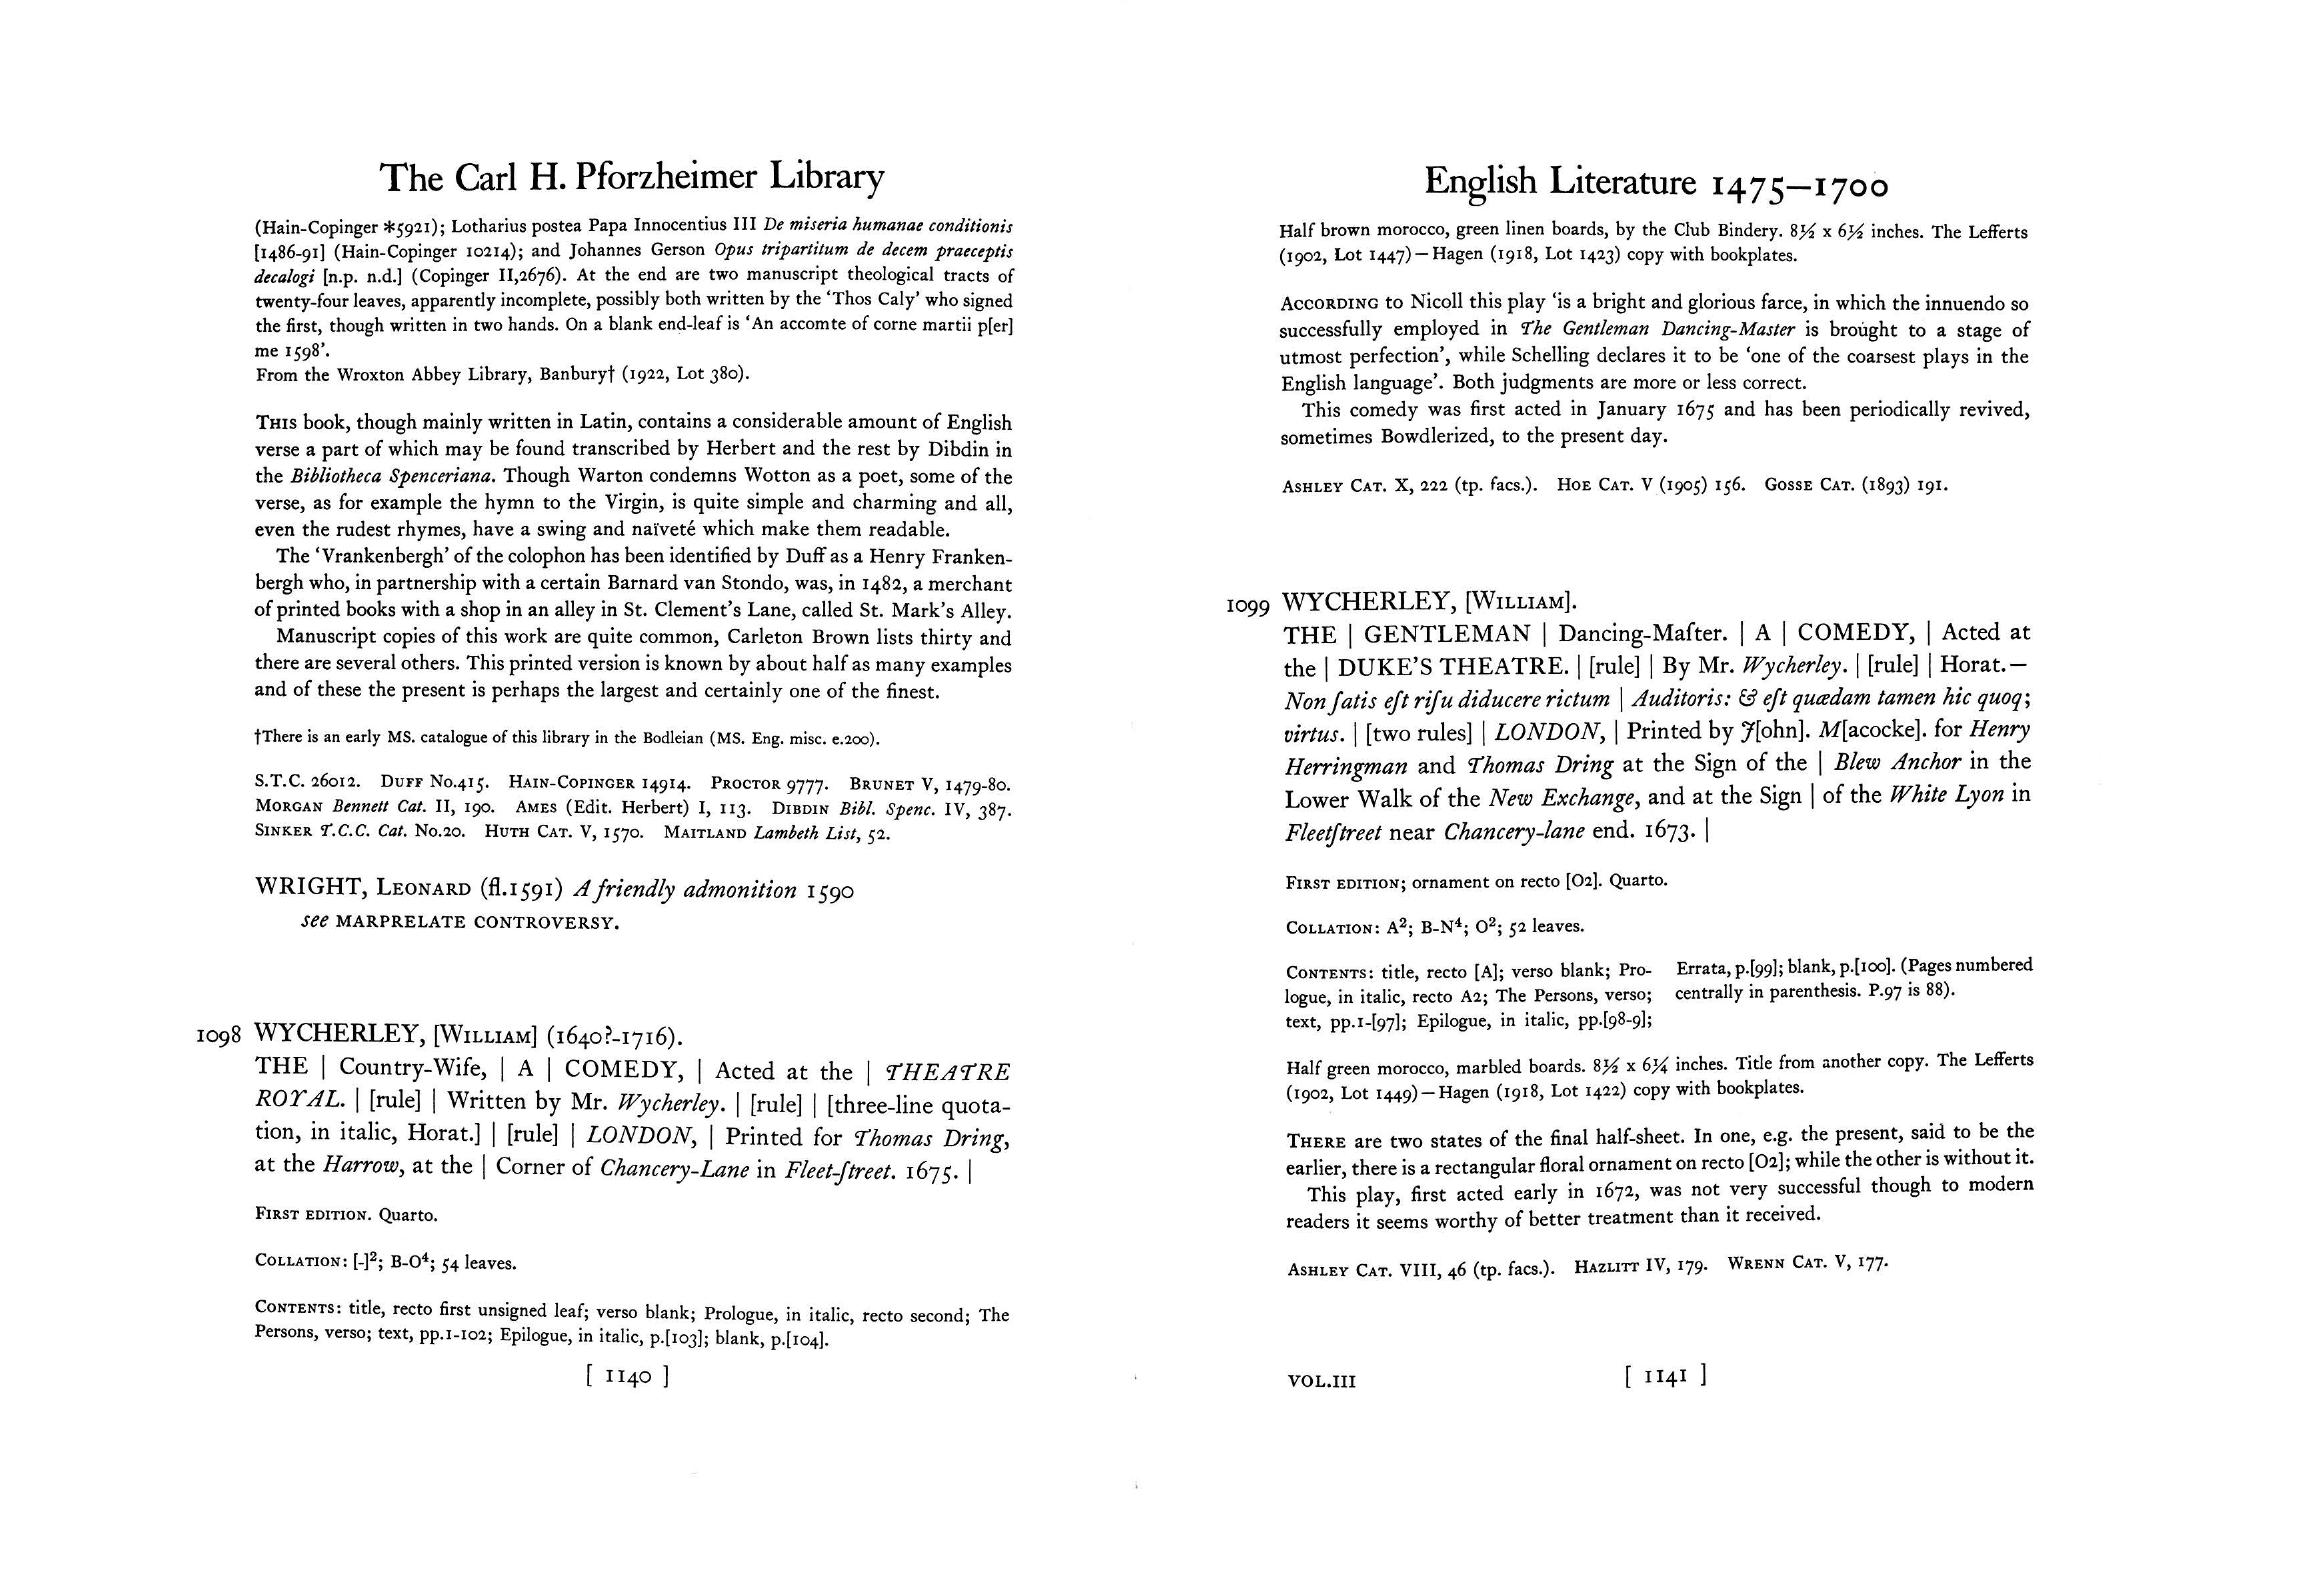 The Carl H. Pforzheimer Library
(Hain-Copinger *5921); Lotharius postea Papa Innocentius III De miseria humanae conditionis
[1486-91] (Hain-Copinger 10214); and Johannes Gerson Opus tripartitum de decem praeceptis
decalogi [n.p. n.d.] (Copinger II,2676). At the end are two manuscript theological tracts of
twenty-four leaves, apparently incomplete, possibly both written by the ‘Thos Caly’ who signed
the first, though written in two hands. On a blank end-leaf is ‘An accomte of corne martii p[er]
me 1598’.
From the Wroxton Abbey Library, Banbury† (1922, Lot 380).
THIS book, though mainly written in Latin, contains a considerable amount of English
verse a part of which may be found transcribed by Herbert and the rest by Dibdin in
the Bibliotheca Spenceriana. Though Warton condemns Wotton as a poet, some of the
verse, as for example the hymn to the Virgin, is quite simple and charming and all,
even the rudest rhymes, have a swing and naïveté which make them readable.
The ‘Vrankenbergh’ of the colophon has been identified by Duff as a Henry Franken-
bergh who, in partnership with a certain Barnard van Stondo, was, in 1482, a merchant
of printed books with a shop in an alley in St. Clement’s Lane, called St. Mark’s Alley.
Manuscript copies of this work are quite common, Carleton Brown lists thirty and
there are several others. This printed version is known by about half as many examples
and of these the present is perhaps the largest and certainly one of the finest.
†There is an early MS. catalogue of this library in the Bodleian (MS. Eng. misc. e.200).
S.T.C. 26012. DUFF No.415. HAIN-COPINGER 14914. PROCTOR 9777. BRUNET V, 1479-80.
MORGAN Bennett Cat. II, 190. AMES (Edit. Herbert) I, 113. DIBDIN Bibl. Spenc. IV, 387.
SINKER T.C.C. Cat. No.20. HUTH CAT. V, 1570. MAITLAND Lambeth List, 52.
WRIGHT, LEONARD (fl.1591) A friendly admonition 1590
see MARPRELATE CONTROVERSY.
1098 WYCHERLEY, [WILLIAM] (1640?-1716).
THE | Country-Wife, | A | COMEDY, | Acted at the | THEATRE
ROYAL. | [rule] | Written by Mr. Wycherley. | [rule] | [three-line quota-
tion, in italic, Horat.] | [rule] | LONDON, | Printed for Thomas Dring,
at the Harrow, at the | Corner of Chancery-Lane in Fleet-ſtreet. 1675. |
FIRST EDITION. Quarto.
COLLATION: [-]²; B-O⁴; 54 leaves.
CONTENTS: title, recto first unsigned leaf; verso blank; Prologue, in italic, recto second; The
Persons, verso; text, pp.1-102; Epilogue, in italic, p.[103]; blank, p.[104].
[ 1140 ]
English Literature 1475—1700
Half brown morocco, green linen boards, by the Club Bindery. 8½ x 6½ inches. The Lefferts
(1902, Lot 1447)—Hagen (1918, Lot 1423) copy with bookplates.
ACCORDING to Nicoll this play ‘is a bright and glorious farce, in which the innuendo so
successfully employed in The Gentleman Dancing-Master is brought to a stage of
utmost perfection’, while Schelling declares it to be ‘one of the coarsest plays in the
English language’. Both judgments are more or less correct.
This comedy was first acted in January 1675 and has been periodically revived,
sometimes Bowdlerized, to the present day.
ASHLEY CAT. X, 222 (tp. facs.). HOE CAT. V (1905) 156. GOSSE CAT. (1893) 191.
1099 WYCHERLEY, [WILLIAM].
THE | GENTLEMAN | Dancing-Maſter. | A | COMEDY, | Acted at
the | DUKE’S THEATRE. | [rule] | By Mr. Wycherley. | [rule] | Horat.—
Non ſatis eſt riſu diducere rictum | Auditoris: & eſt quædam tamen hic quoq;
virtus. | [two rules] | LONDON, | Printed by J[ohn]. M[acocke]. for Henry
Herringman and Thomas Dring at the Sign of the | Blew Anchor in the
Lower Walk of the New Exchange, and at the Sign | of the White Lyon in
Fleetſtreet near Chancery-lane end. 1673. |
FIRST EDITION; ornament on recto [O2]. Quarto.
COLLATION: A²; B-N⁴; O²; 52 leaves.
CONTENTS: title, recto [A]; verso blank; Pro-
logue, in italic, recto A2; The Persons, verso;
text, pp.1-[97]; Epilogue, in italic, pp.[98-9];
Errata, p.[99]; blank, p.[100]. (Pages numbered
centrally in parenthesis. P.97 is 88).
Half green morocco, marbled boards. 8½ x 6¼ inches. Title from another copy. The Lefferts
(1902, Lot 1449)—Hagen (1918, Lot 1422) copy with bookplates.
THERE are two states of the final half-sheet. In one, e.g. the present, said to be the
earlier, there is a rectangular floral ornament on recto [O2]; while the other is without it.
This play, first acted early in 1672, was not very successful though to modern
readers it seems worthy of better treatment than it received.
ASHLEY CAT. VIII, 46 (tp. facs.). HAZLITT IV, 179. WRENN CAT. V, 177.
VOL.III
[ 1141 ]